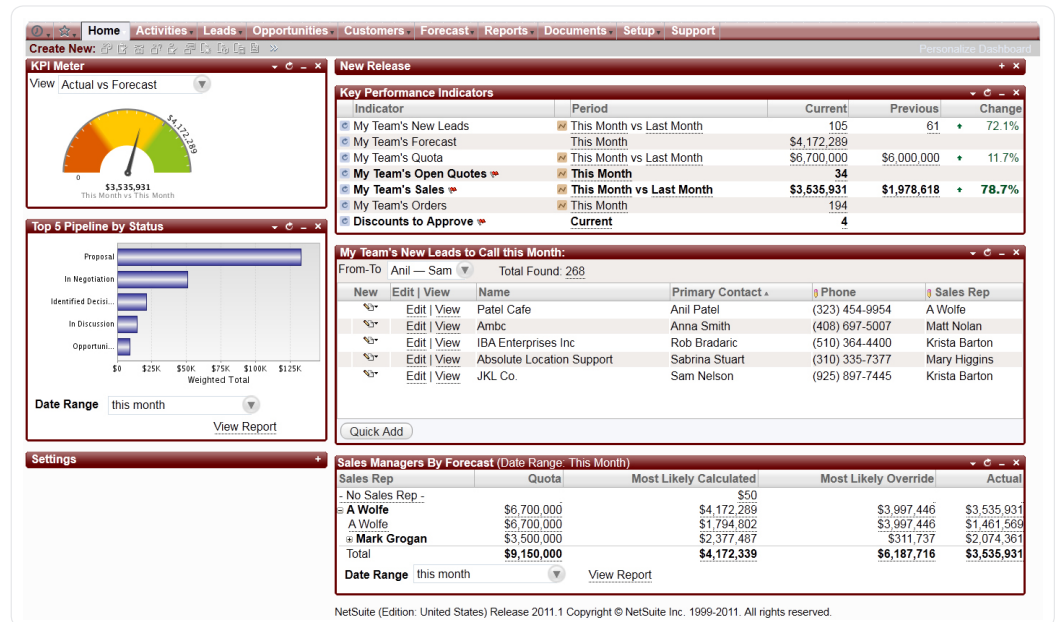 Home Activities Leads Opportunities Customers Forecast Reports Documents Setup Support
Create New: Personalize Dashboard
KPI Meter
View Actual vs Forecast
$4,172,289
0
$3,535,931
This Month vs This Month
Top 5 Pipeline by Status
Proposal
In Negotiation
Identified Decisi...
In Discussion
Opportuni...
$0 $25K $50K $75K $100K $125K
Weighted Total
Date Range this month
View Report
Settings
New Release
Key Performance Indicators
Indicator Period Current Previous Change
My Team's New Leads This Month vs Last Month 105 61 72.1%
My Team's Forecast This Month $4,172,289
My Team's Quota This Month vs Last Month $6,700,000 $6,000,000 11.7%
My Team's Open Quotes This Month 34
My Team's Sales This Month vs Last Month $3,535,931 $1,978,618 78.7%
My Team's Orders This Month 194
Discounts to Approve Current 4
My Team's New Leads to Call this Month:
From-To Anil — Sam Total Found: 268
New Edit | View Name Primary Contact Phone Sales Rep
Edit | View Patel Cafe Anil Patel (323) 454-9954 A Wolfe
Edit | View Ambc Anna Smith (408) 697-5007 Matt Nolan
Edit | View IBA Enterprises Inc Rob Bradaric (510) 364-4400 Krista Barton
Edit | View Absolute Location Support Sabrina Stuart (310) 335-7377 Mary Higgins
Edit | View JKL Co. Sam Nelson (925) 897-7445 Krista Barton
Quick Add
Sales Managers By Forecast (Date Range: This Month)
Sales Rep Quota Most Likely Calculated Most Likely Override Actual
- No Sales Rep - $50
A Wolfe $6,700,000 $4,172,289 $3,997,446 $3,535,931
A Wolfe $6,700,000 $1,794,802 $3,997,446 $1,461,569
Mark Grogan $3,500,000 $2,377,487 $311,737 $2,074,361
Total $9,150,000 $4,172,339 $6,187,716 $3,535,931
Date Range this month View Report
NetSuite (Edition: United States) Release 2011.1 Copyright © NetSuite Inc. 1999-2011. All rights reserved.